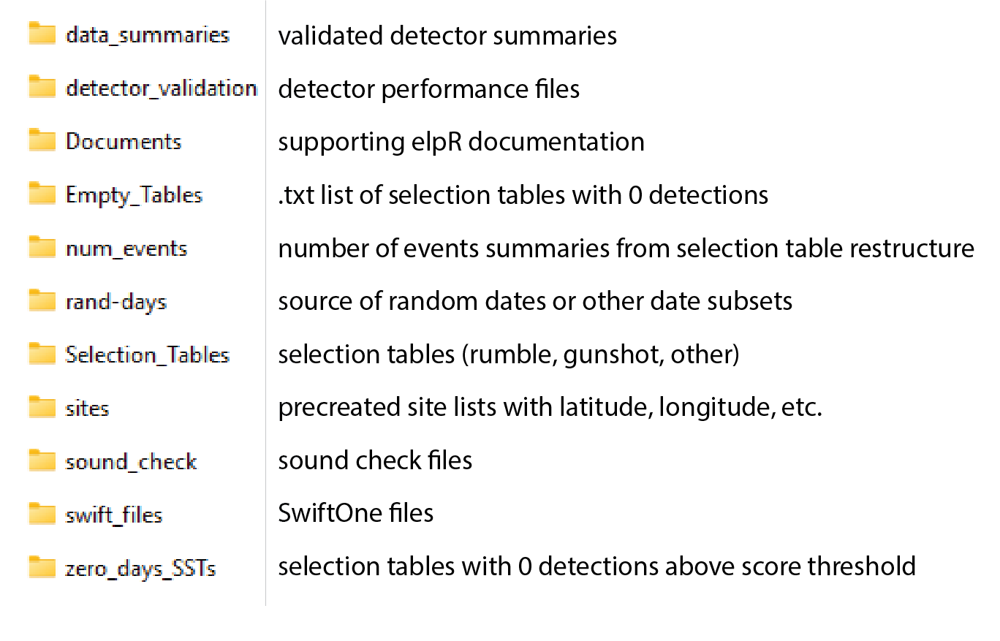 data_summaries validated detector summaries
detector_validation detector performance files
Documents supporting elpR documentation
Empty_Tables .txt list of selection tables with 0 detections
num_events number of events summaries from selection table restructure
rand-days source of random dates or other date subsets
Selection_Tables selection tables (rumble, gunshot, other)
sites precreated site lists with latitude, longitude, etc.
sound_check sound check files
swift_files SwiftOne files
zero_days_SSTs selection tables with 0 detections above score threshold